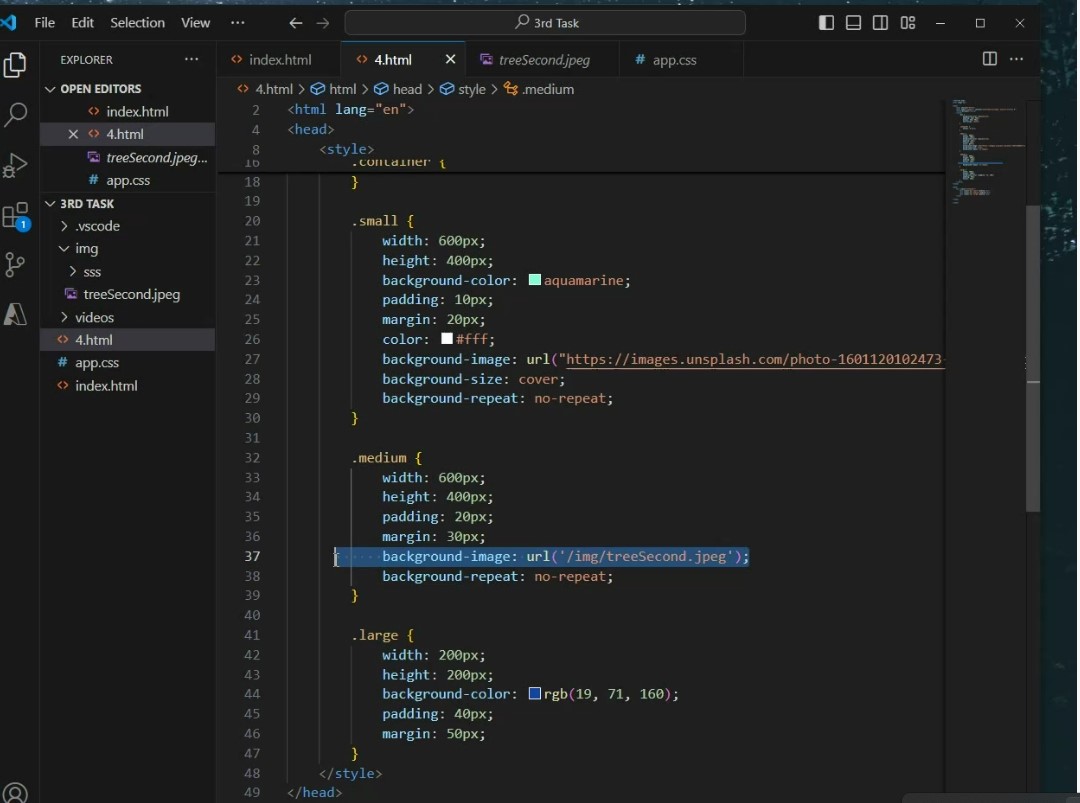 File Edit Selection View ··· 3rd Task
EXPLORER ···
OPEN EDITORS
index.html
4.html
treeSecond.jpeg...
app.css
3RD TASK
.vscode
img
sss
treeSecond.jpeg
videos
4.html
app.css
index.html
1
index.html 4.html treeSecond.jpeg app.css
4.html > html > head > style > .medium
2 <html lang="en">
4 <head>
8 <style>
16 .container {
18 }
19
20 .small {
21 width: 600px;
22 height: 400px;
23 background-color: aquamarine;
24 padding: 10px;
25 margin: 20px;
26 color: #fff;
27 background-image: url("https://images.unsplash.com/photo-1601120102473-
28 background-size: cover;
29 background-repeat: no-repeat;
30 }
31
32 .medium {
33 width: 600px;
34 height: 400px;
35 padding: 20px;
36 margin: 30px;
37 background-image: url('/img/treeSecond.jpeg');
38 background-repeat: no-repeat;
39 }
40
41 .large {
42 width: 200px;
43 height: 200px;
44 background-color: rgb(19, 71, 160);
45 padding: 40px;
46 margin: 50px;
47 }
48 </style>
49 </head>